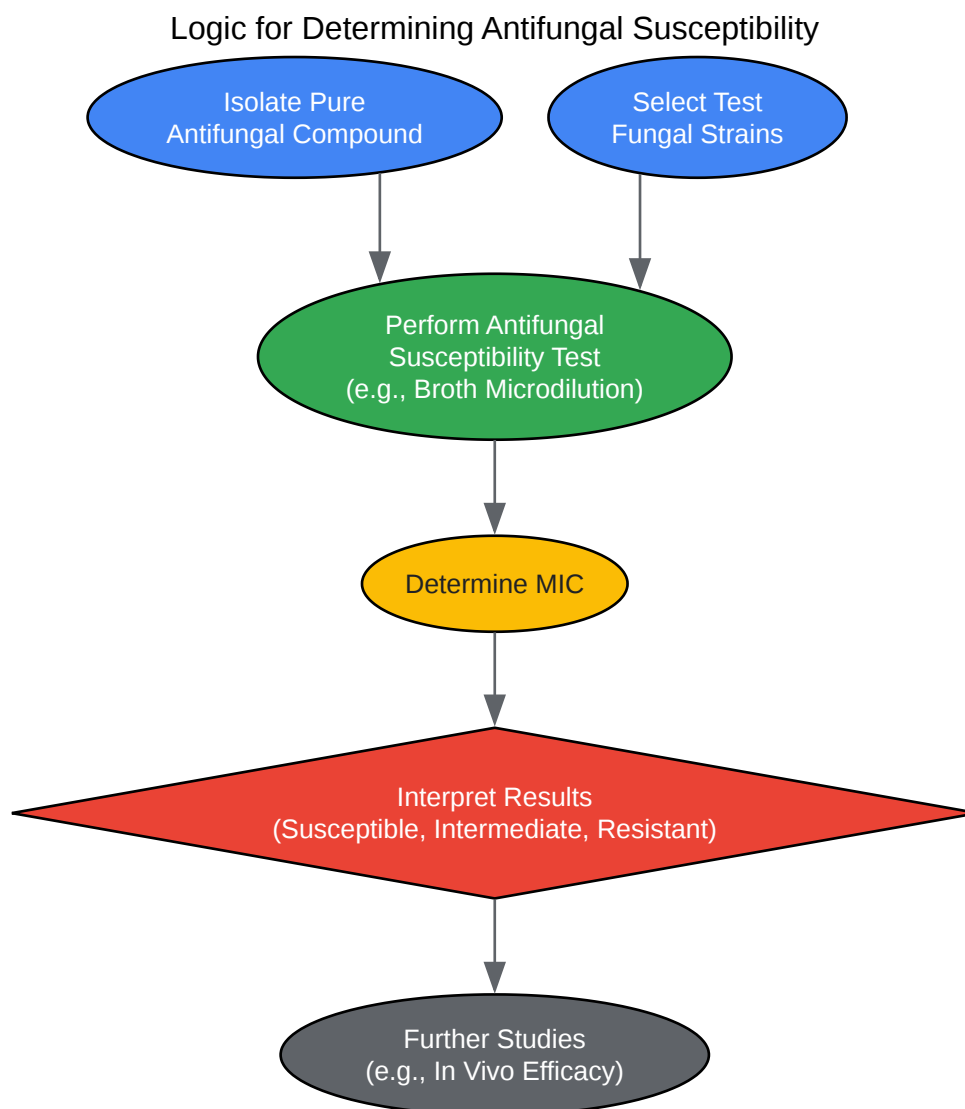 Logic for Determining Antifungal Susceptibility
Isolate Pure
Antifungal Compound
Select Test
Fungal Strains
Perform Antifungal
Susceptibility Test
(e.g., Broth Microdilution)
Determine MIC
Interpret Results
(Susceptible, Intermediate, Resistant)
Further Studies
(e.g., In Vivo Efficacy)